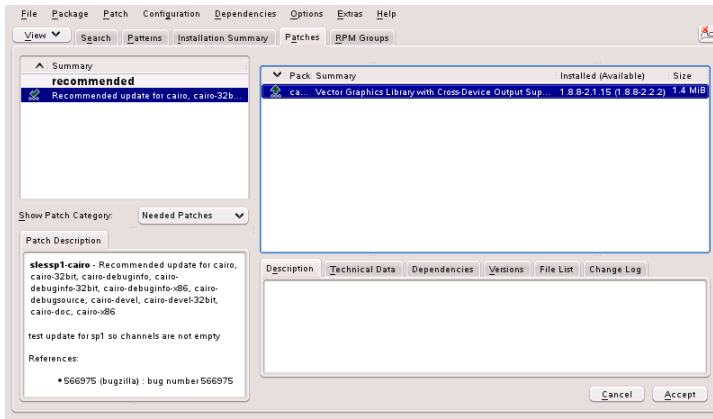 File Package Patch Configuration Dependencies Options Extras Help
View Search Patterns Installation Summary Patches RPM Groups
Summary
recommended
Recommended update for cairo, cairo-32b...
Pack Summary Installed (Available) Size
ca... Vector Graphics Library with Cross-Device Output Sup... 1.8.8-2.1.15 (1.8.8-2.2.2) 1.4 MiB
Show Patch Category: Needed Patches
Patch Description
slessp1-cairo - Recommended update for cairo,
cairo-32bit, cairo-debuginfo, cairo-
debuginfo-32bit, cairo-debuginfo-x86, cairo-
debugsource, cairo-devel, cairo-devel-32bit,
cairo-doc, cairo-x86
test update for sp1 so channels are not empty
References:
• 566975 (bugzilla) : bug number 566975
Description Technical Data Dependencies Versions File List Change Log
Cancel Accept